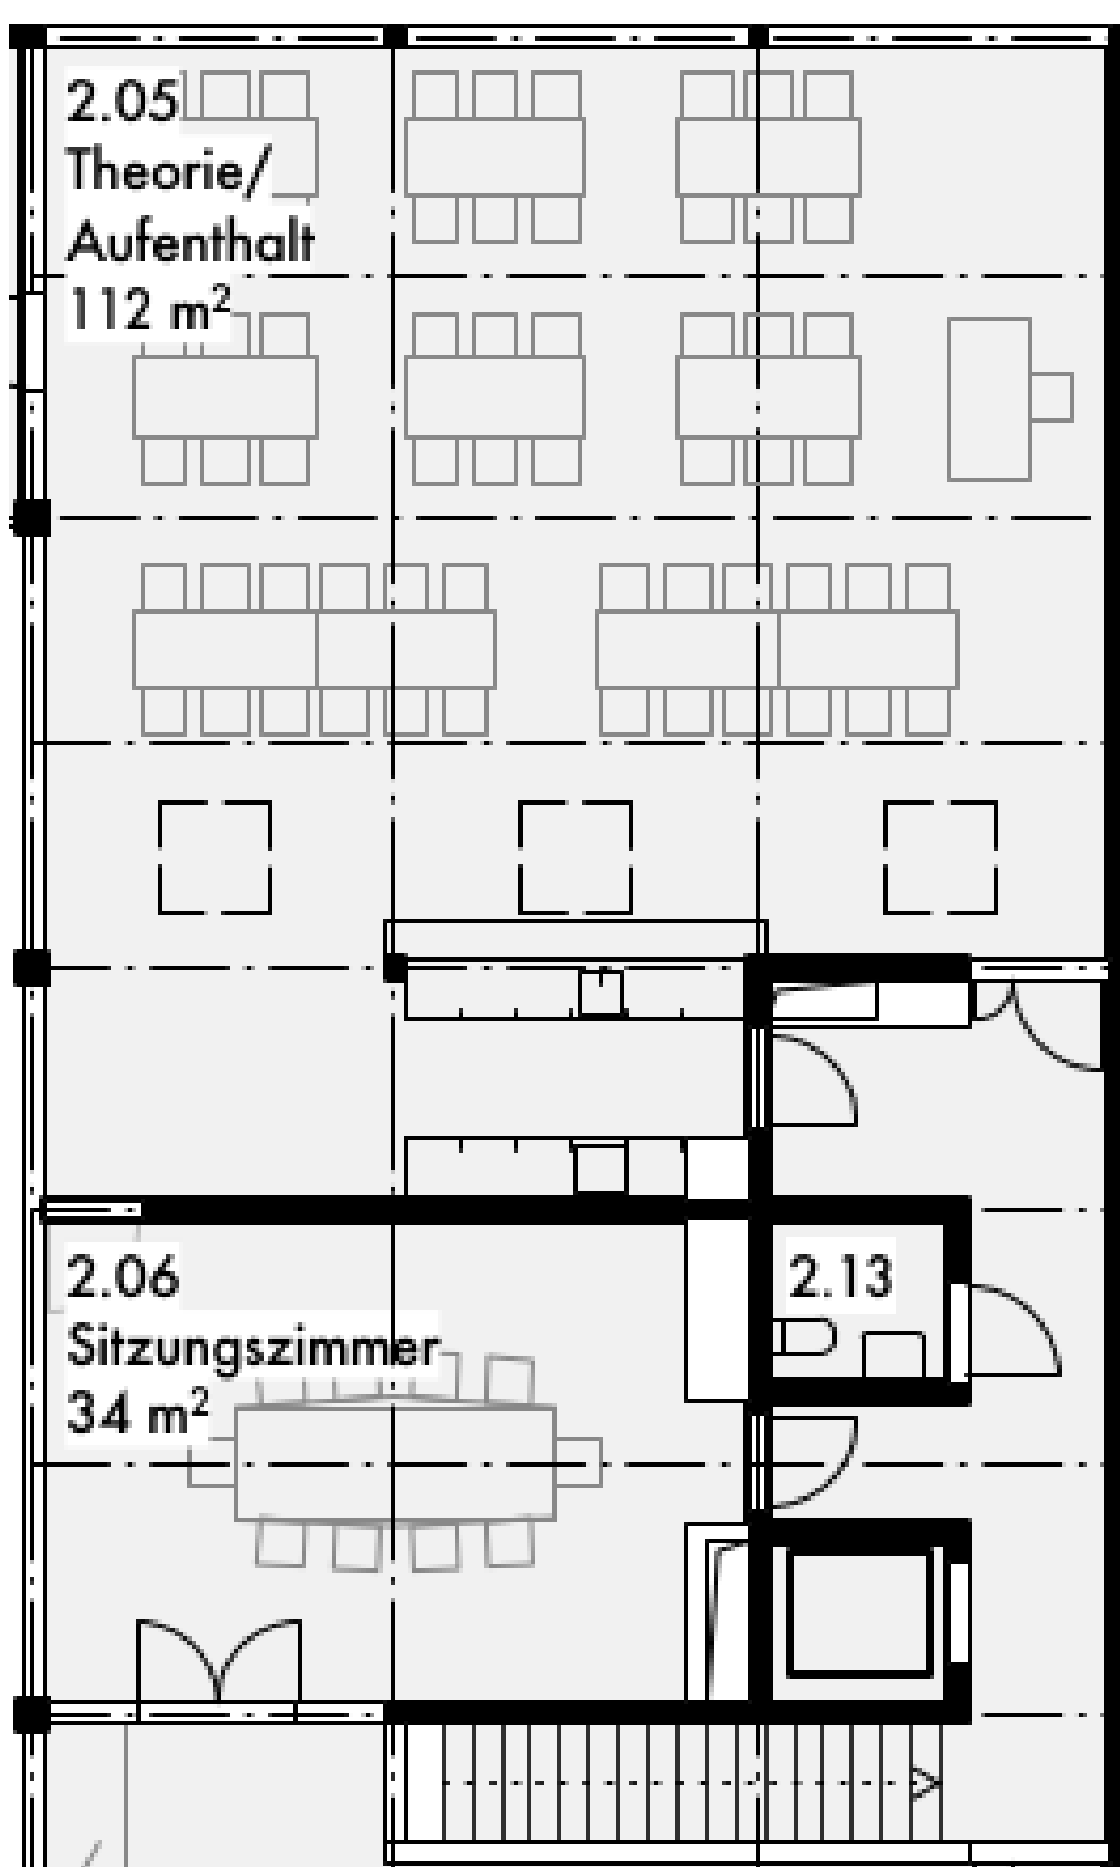 2.05
Theorie/
Aufenthalt
112 m²
2.06
Sitzungszimmer
34 m²
2.13